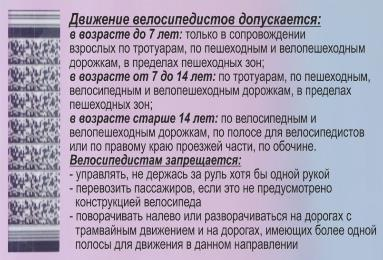 Движение велосипедистов допускается:
в возрасте до 7 лет: только в сопровождении
взрослых по тротуарам, по пешеходным и велопешеходным
дорожкам, в пределах пешеходных зон;
в возрасте от 7 до 14 лет: по тротуарам, по пешеходным,
велосипедным и велопешеходным дорожкам, в пределах
пешеходных зон;
в возрасте старше 14 лет: по велосипедным и
велопешеходным дорожкам, по полосе для велосипедистов
или по правому краю проезжей части, по обочине.
Велосипедистам запрещается:
- управлять, не держась за руль хотя бы одной рукой
- перевозить пассажиров, если это не предусмотрено
конструкцией велосипеда
- поворачивать налево или разворачиваться на дорогах с
трамвайным движением и на дорогах, имеющих более одной
полосы для движения в данном направлении